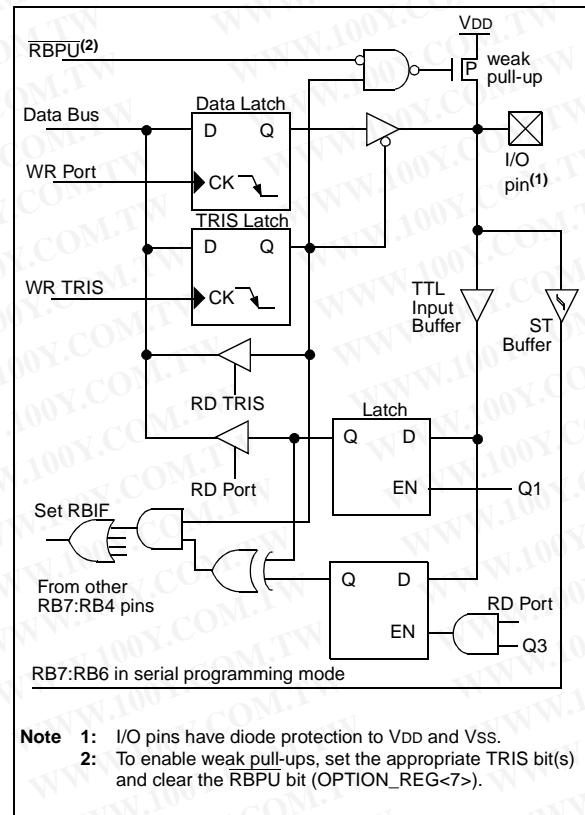 VDD
RBPU(2)
P
weak
pull-up
Data Latch
Data Bus
D
Q
I/O
pin(1)
WR Port
CK
TRIS Latch
D
Q
WR TRIS
CK
TTL
Input
Buffer
ST
Buffer
RD TRIS
Latch
Q
D
RD Port
EN
Q1
Set RBIF
From other
RB7:RB4 pins
Q
D
RD Port
EN
Q3
RB7:RB6 in serial programming mode
Note 1: I/O pins have diode protection to VDD and VSS.
2: To enable weak pull-ups, set the appropriate TRIS bit(s)
and clear the RBPU bit (OPTION_REG<7>).
WWW.100Y.COM.TW